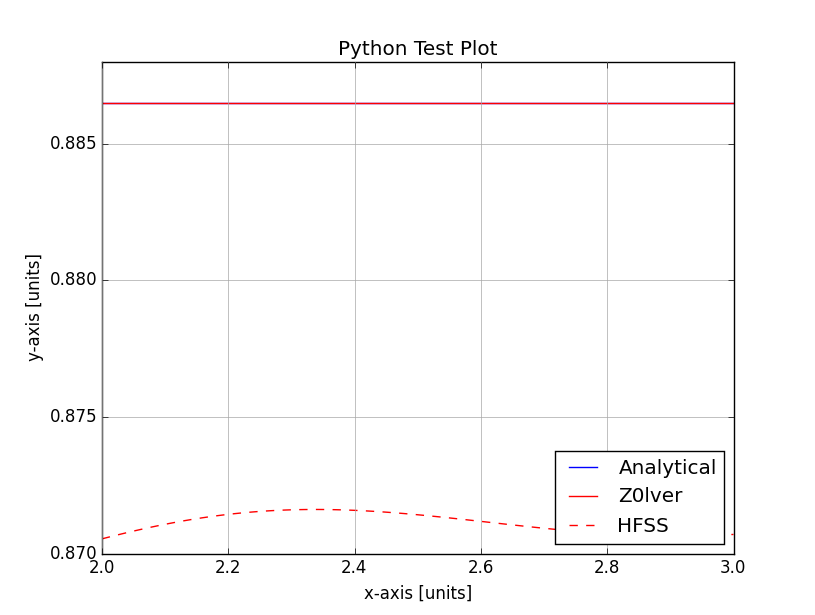 Python Test Plot
y-axis [units]
0.885
0.880
0.875
0.870
Analytical
Z0lver
HFSS
2.0
2.2
2.4
2.6
2.8
3.0
x-axis [units]